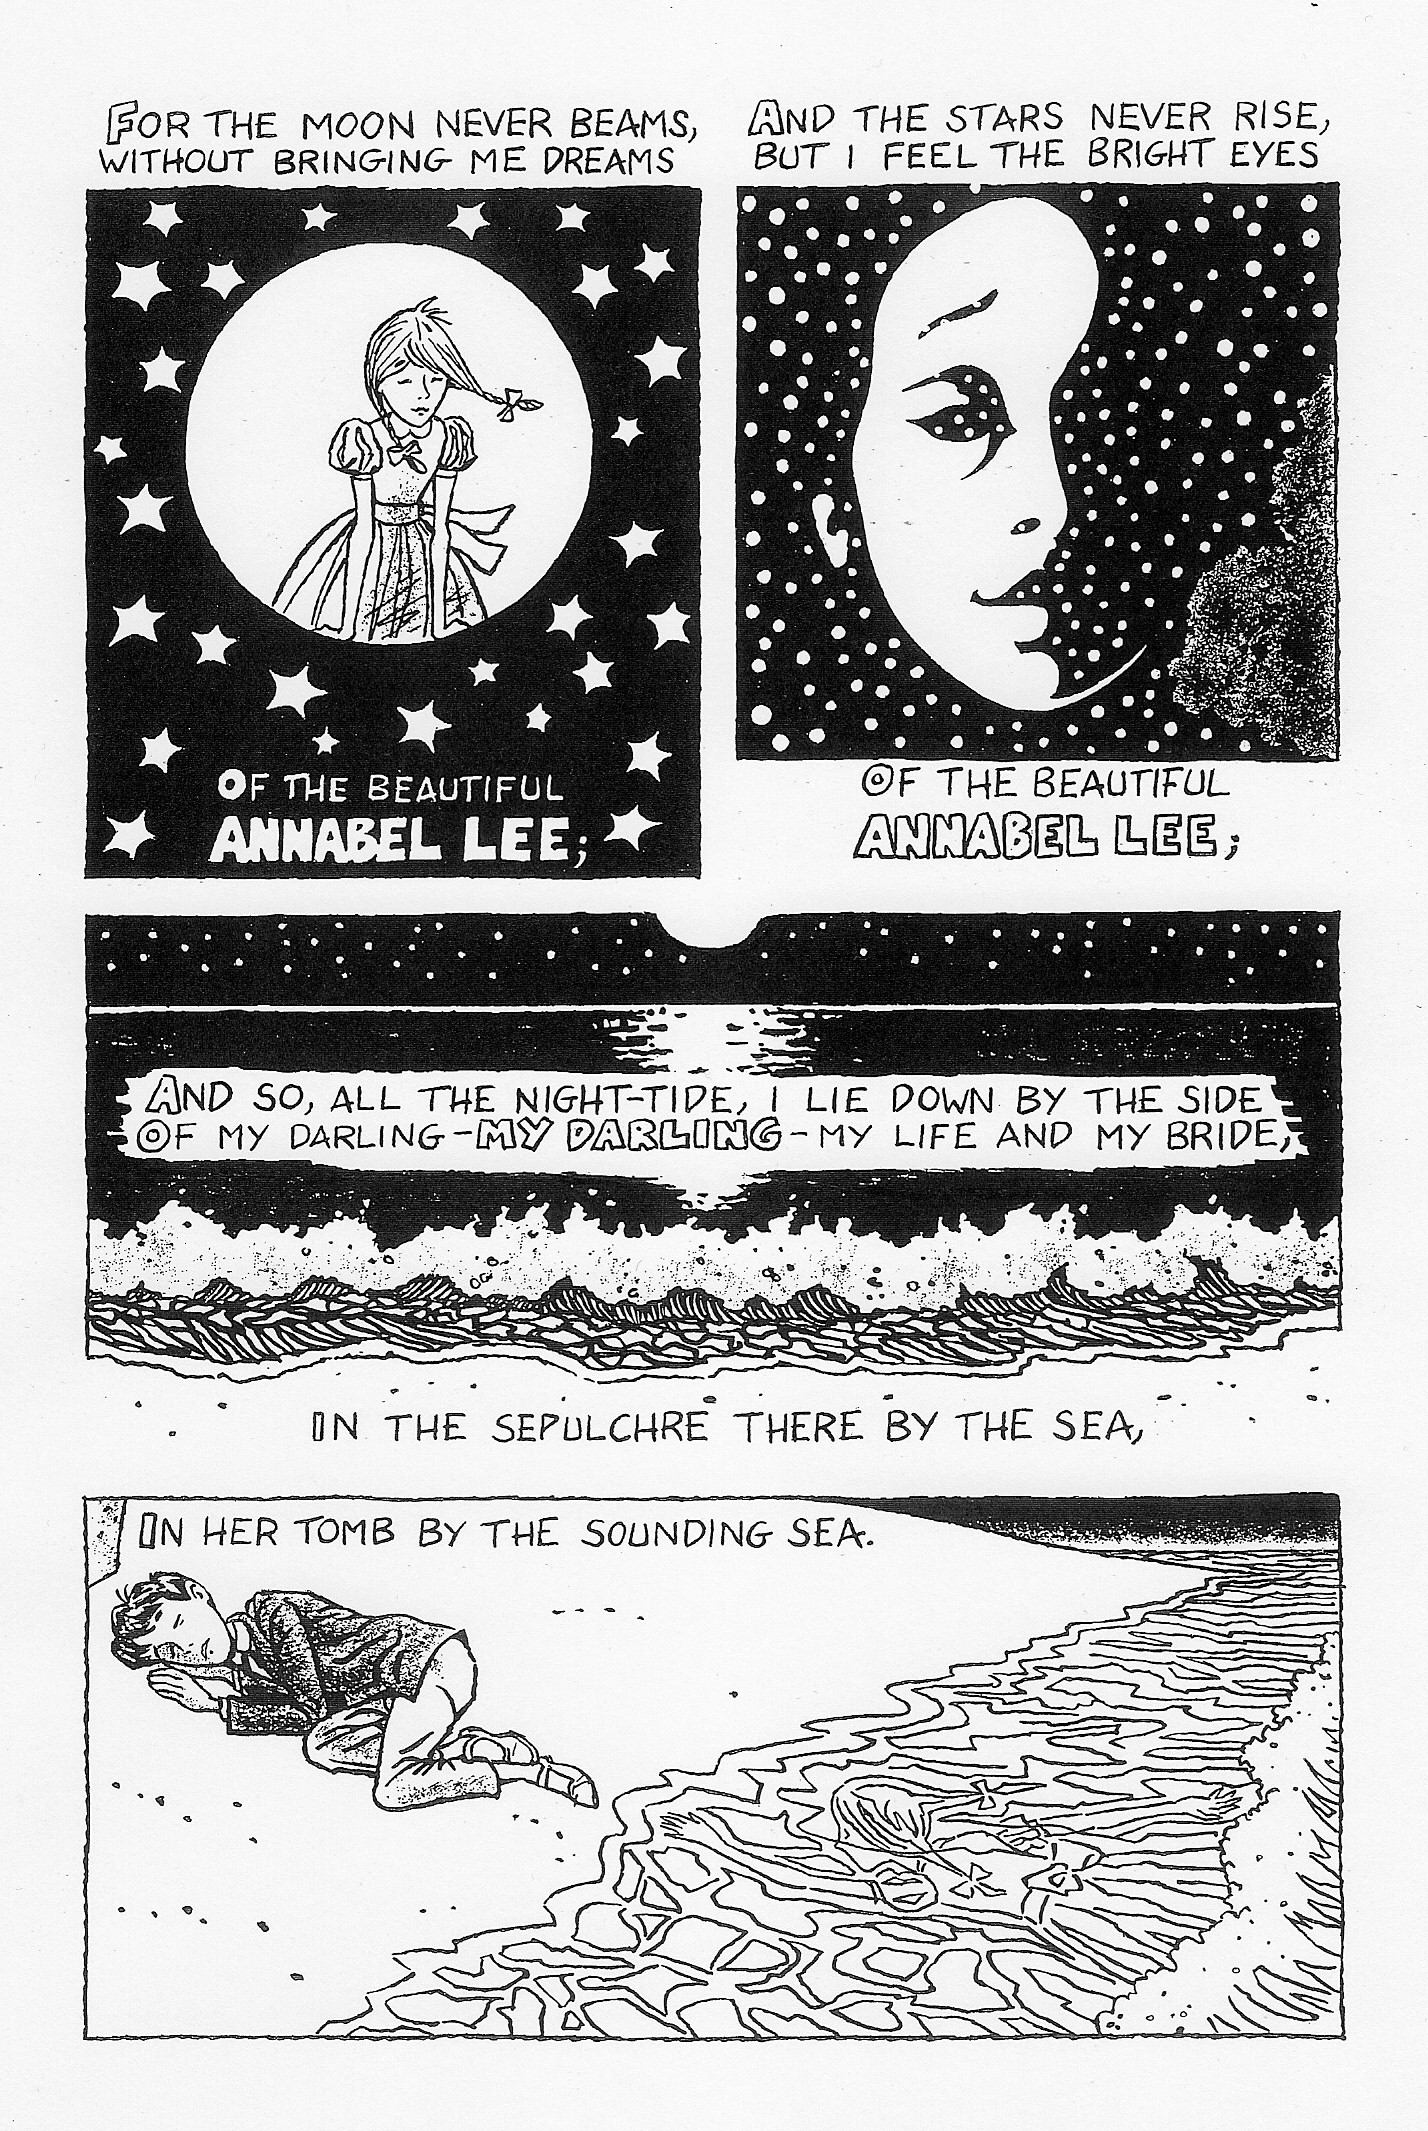 FOR THE MOON NEVER BEAMS,
WITHOUT BRINGING ME DREAMS
OF THE BEAUTIFUL
ANNABEL LEE;
AND THE STARS NEVER RISE,
BUT I FEEL THE BRIGHT EYES
OF THE BEAUTIFUL
ANNABEL LEE;
AND SO, ALL THE NIGHT-TIDE, I LIE DOWN BY THE SIDE
OF MY DARLING-MY DARLING-MY LIFE AND MY BRIDE,
IN THE SEPULCHRE THERE BY THE SEA,
IN HER TOMB BY THE SOUNDING SEA.